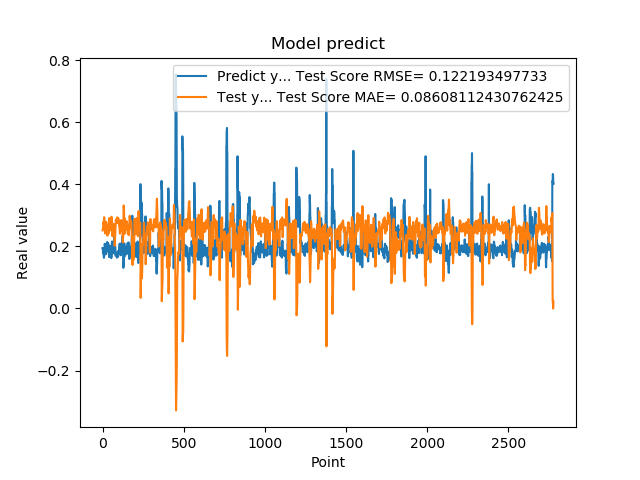 Model predict
Predict y... Test Score RMSE= 0.122193497733
Test y... Test Score MAE= 0.08608112430762425
Real value
0.8
0.6
0.4
0.2
0.0
−0.2
0 500 1000 1500 2000 2500
Point